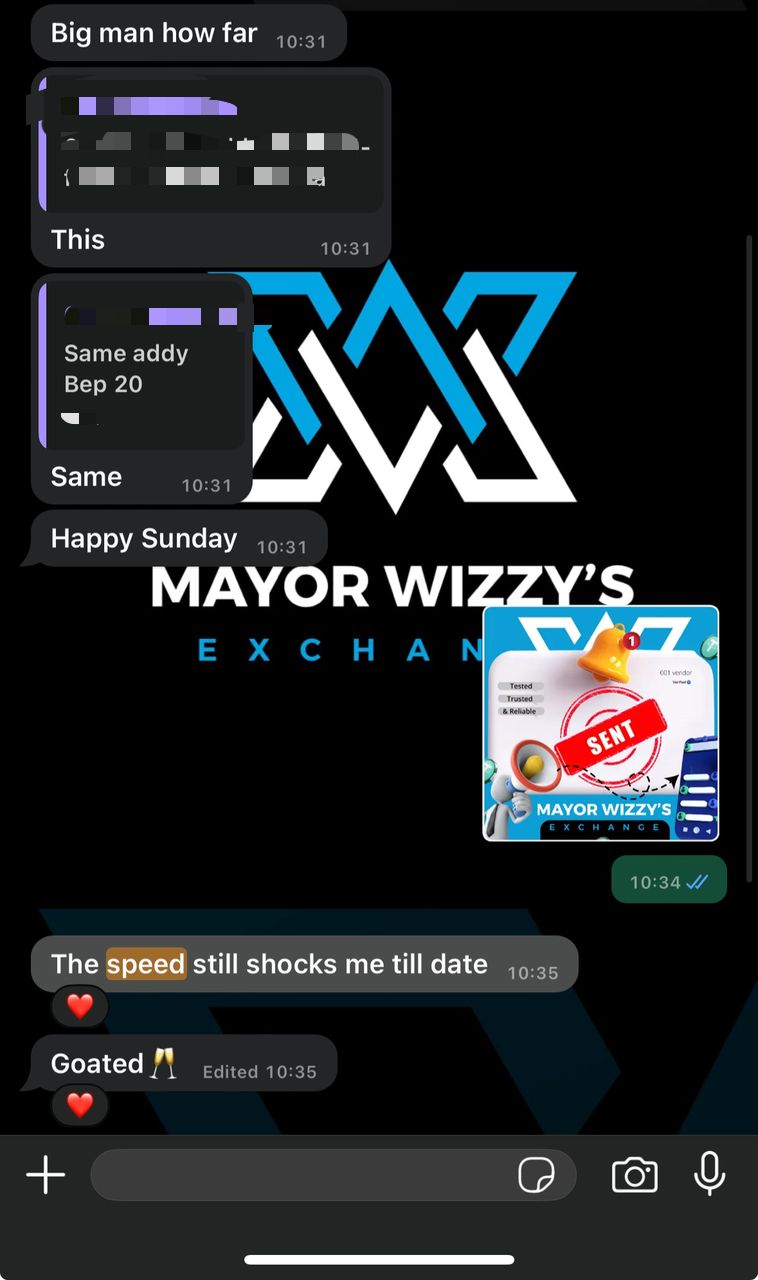 Big man how far 10:31
This 10:31
Same addy
Bep 20
Same 10:31
Happy Sunday 10:31
MAYOR WIZZY'S
EXCHAN
1
001 vendor
Verified
Tested
Trusted
& Reliable
SENT
MAYOR WIZZY'S
EXCHANGE
10:34
The speed still shocks me till date 10:35
Goated Edited 10:35